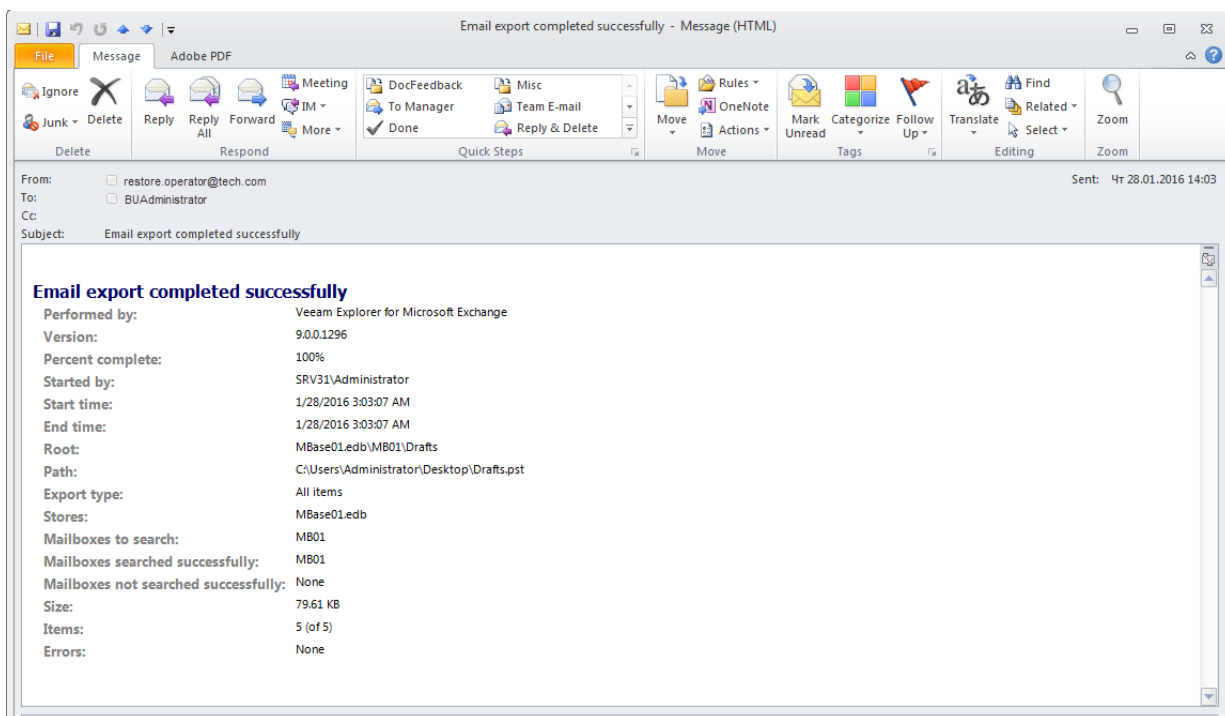 Email export completed successfully - Message (HTML)
File Message Adobe PDF
Ignore
Junk
Delete
Reply
Reply All
Forward
Meeting
IM
More
DocFeedback
To Manager
Done
Misc
Team E-mail
Reply & Delete
Move
Rules
OneNote
Actions
Mark Unread
Categorize
Follow Up
Translate
Find
Related
Select
Zoom
Delete Respond Quick Steps Move Tags Editing Zoom
From: restore.operator@tech.com Sent: Чт 28.01.2016 14:03
To: BUAdministrator
Cc:
Subject: Email export completed successfully
Email export completed successfully
Performed by: Veeam Explorer for Microsoft Exchange
Version: 9.0.0.1296
Percent complete: 100%
Started by: SRV31\Administrator
Start time: 1/28/2016 3:03:07 AM
End time: 1/28/2016 3:03:07 AM
Root: MBase01.edb\MB01\Drafts
Path: C:\Users\Administrator\Desktop\Drafts.pst
Export type: All items
Stores: MBase01.edb
Mailboxes to search: MB01
Mailboxes searched successfully: MB01
Mailboxes not searched successfully: None
Size: 79.61 KB
Items: 5 (of 5)
Errors: None